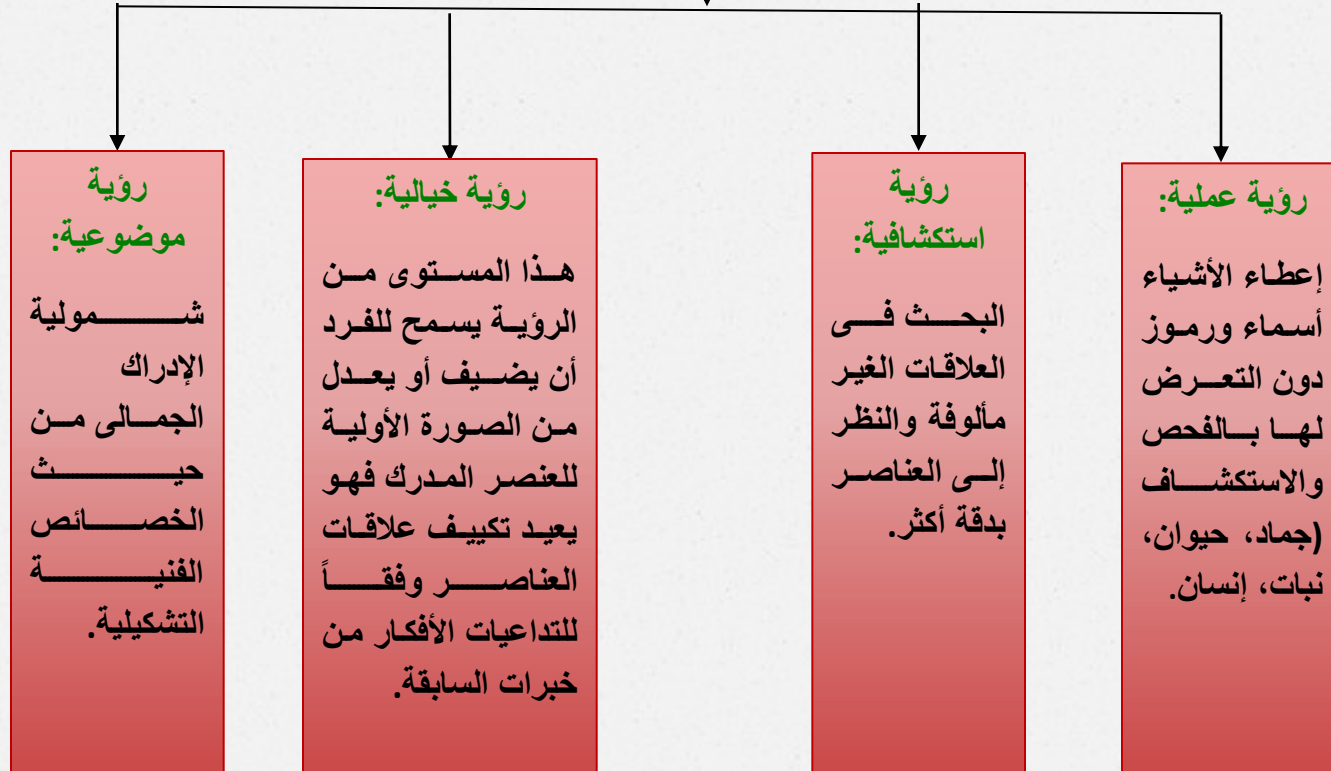 رؤية عملية:
إعطاء الأشياء
أسماء ورموز
دون التعرض
لها بالفحص
والاستكشاف
(جماد، حيوان،
نبات، إنسان.
رؤية
استكشافية:
البحث فى
العلاقات الغير
مألوفة والنظر
إلى العناصر
بدقة أكثر.
رؤية خيالية:
هذا المستوى من
الرؤية يسمح للفرد
أن يضيف أو يعدل
من الصورة الأولية
للعنصر المدرك فهو
يعيد تكييف علاقات
العناصر وفقاً
للتداعيات الأفكار من
خبرات السابقة.
رؤية
موضوعية:
شمولية
الإدراك
الجمالى من
حيث
الخصائص
الفنية
التشكيلية.